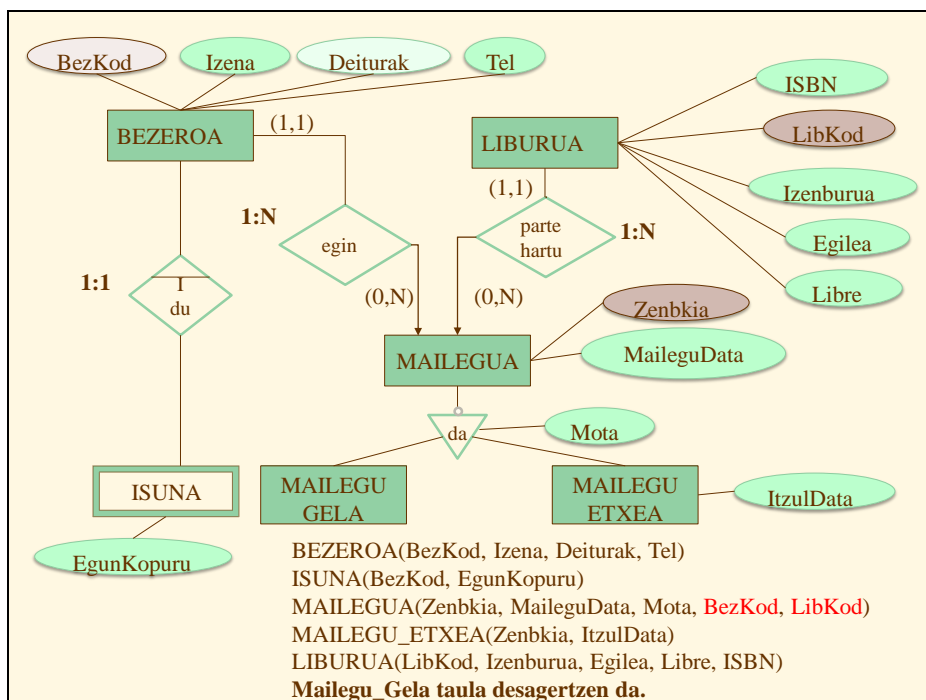 BezKod Izena Deiturak Tel
ISBN
BEZEROA (1,1) LIBURUA LibKod
(1,1)
Izenburua
1:N egin parte hartu 1:N
Egilea
1:1 I du Libre
(0,N) (0,N) Zenbkia
MAILEGUA MaileguData
da Mota
ISUNA MAILEGU GELA MAILEGU ETXEA ItzulData
EgunKopuru
BEZEROA(BezKod, Izena, Deiturak, Tel)
ISUNA(BezKod, EgunKopuru)
MAILEGUA(Zenbkia, MaileguData, Mota, BezKod, LibKod)
MAILEGU_ETXEA(Zenbkia, ItzulData)
LIBURUA(LibKod, Izenburua, Egilea, Libre, ISBN)
Mailegu_Gela taula desagertzen da.